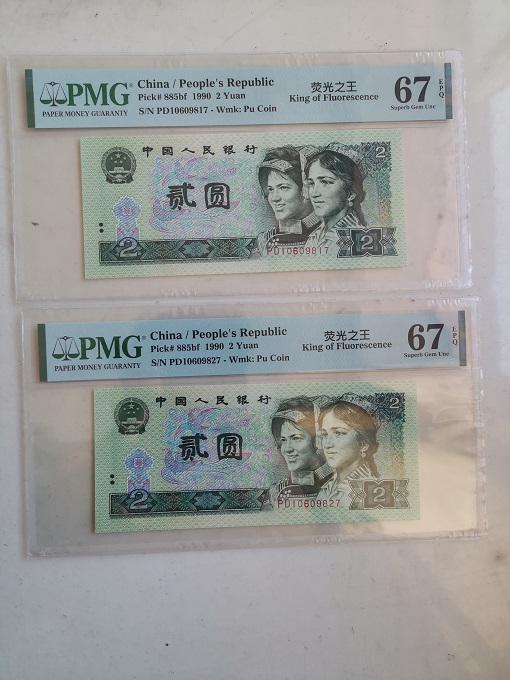 PMG
PAPER MONEY GUARANTY
China / People's Republic
Pick# 885bf 1990 2 Yuan
S/N PD10609817 - Wmk: Pu Coin
荧光之王
King of Fluorescence
67 EPQ
Superb Gem Unc
中国人民银行
2
贰圆
PD10609817
2
2
PMG
PAPER MONEY GUARANTY
China / People's Republic
Pick# 885bf 1990 2 Yuan
S/N PD10609827 - Wmk: Pu Coin
荧光之王
King of Fluorescence
67 EPQ
Superb Gem Unc
中国人民银行
2
贰圆
PD10609827
2
2